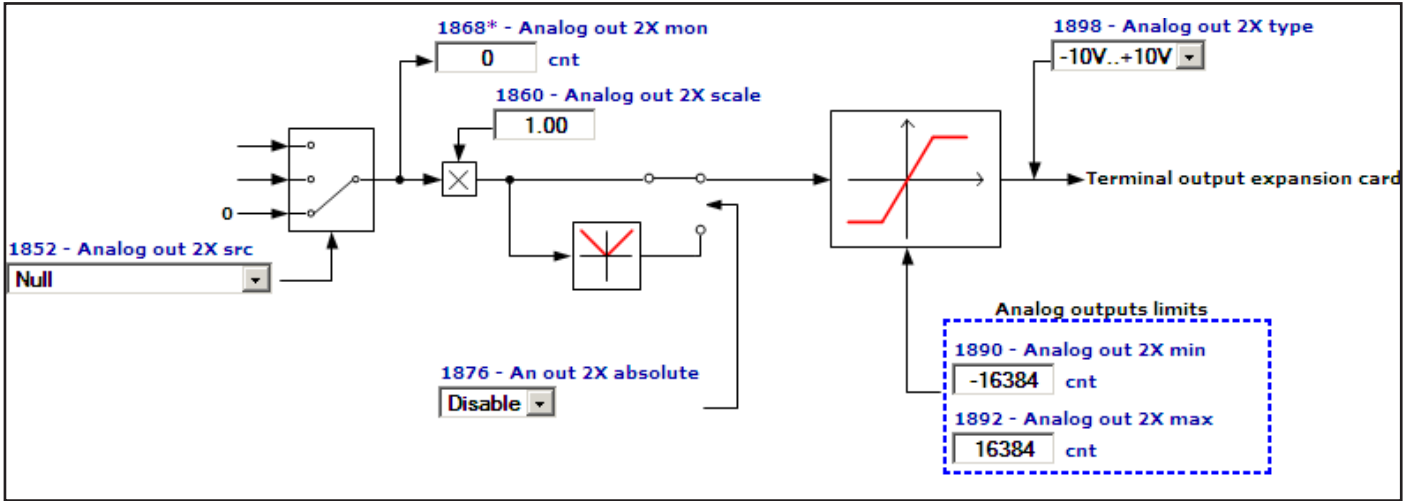 1868* - Analog out 2X mon
0 cnt
1898 - Analog out 2X type
-10V..+10V
1860 - Analog out 2X scale
1.00
Terminal output expansion card
0
1852 - Analog out 2X src
Null
Analog outputs limits
1890 - Analog out 2X min
-16384 cnt
1876 - An out 2X absolute
Disable
1892 - Analog out 2X max
16384 cnt